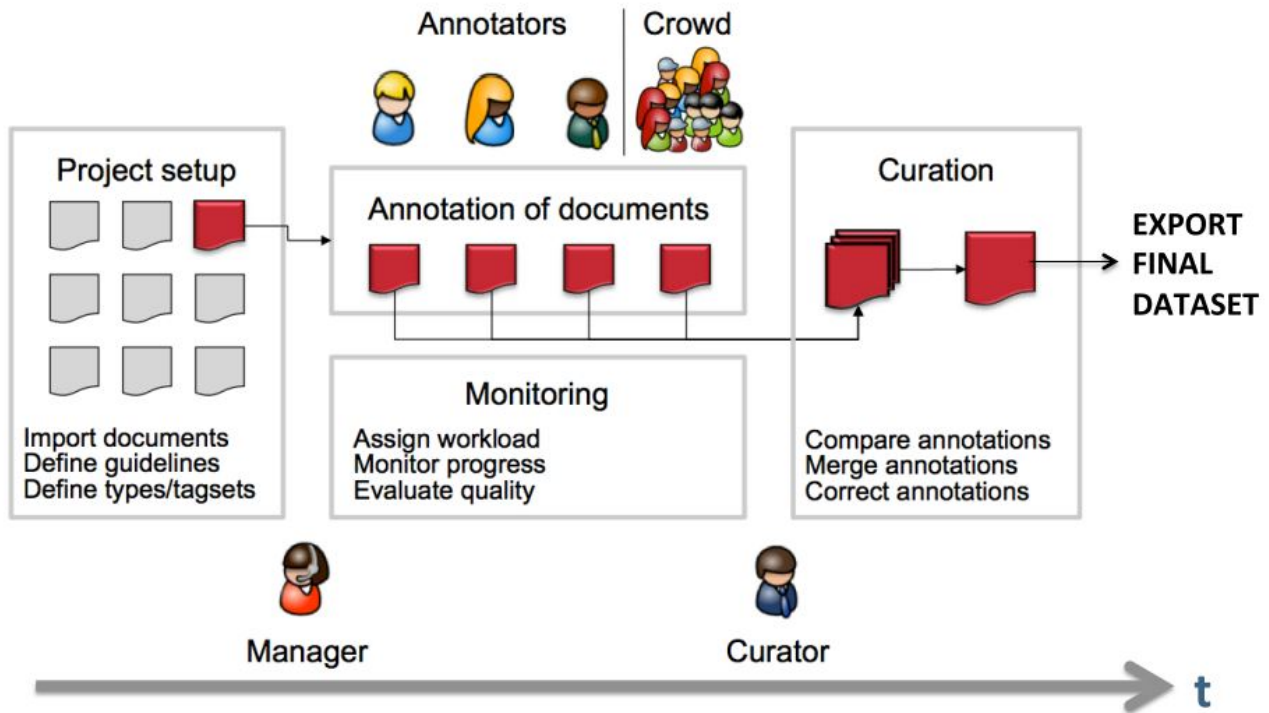 Annotators
Crowd
Project setup
Import documents
Define guidelines
Define types/tagsets
Annotation of documents
Monitoring
Assign workload
Monitor progress
Evaluate quality
Curation
Compare annotations
Merge annotations
Correct annotations
EXPORT
FINAL
DATASET
Manager
Curator
t